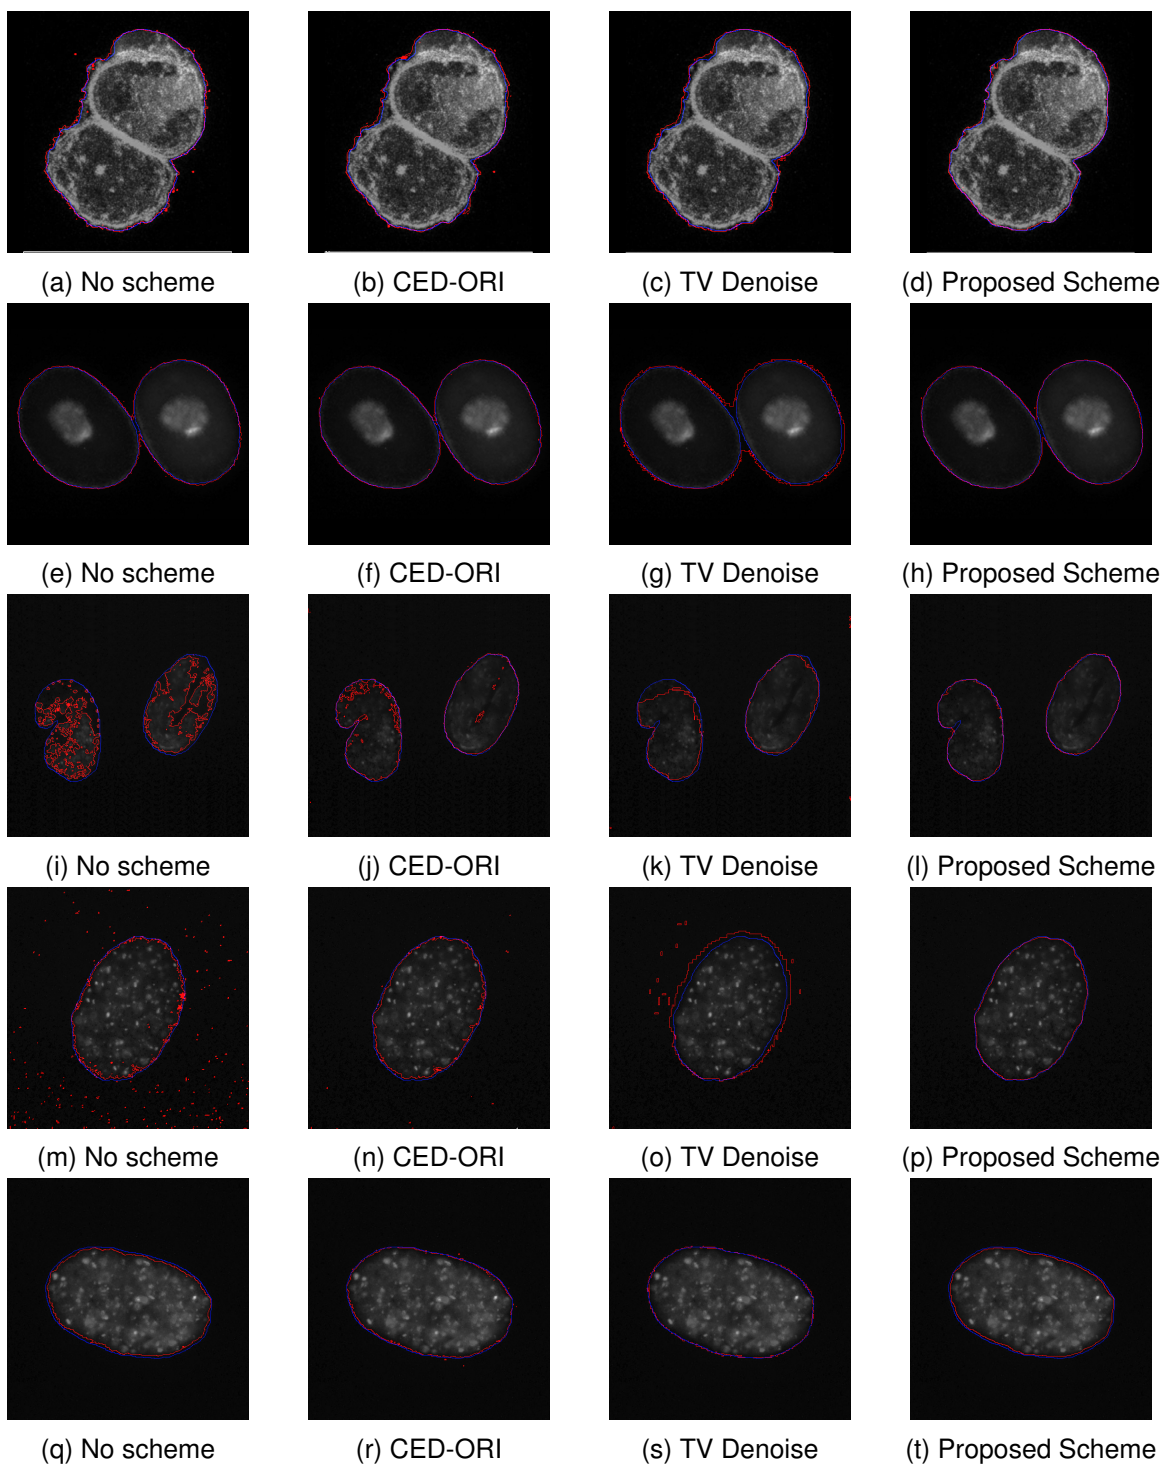 (a) No scheme
(b) CED-ORI
(c) TV Denoise
(d) Proposed Scheme
(e) No scheme
(f) CED-ORI
(g) TV Denoise
(h) Proposed Scheme
(i) No scheme
(j) CED-ORI
(k) TV Denoise
(l) Proposed Scheme
(m) No scheme
(n) CED-ORI
(o) TV Denoise
(p) Proposed Scheme
(q) No scheme
(r) CED-ORI
(s) TV Denoise
(t) Proposed Scheme